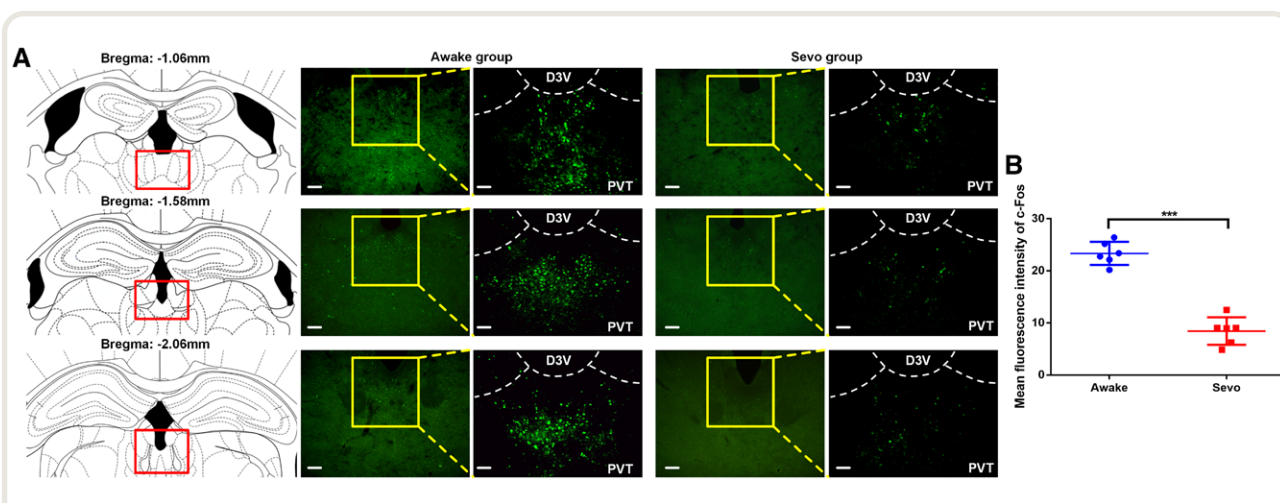 A
Bregma: -1.06mm
Awake group
Sevo group
D3V
PVT
D3V
PVT
Bregma: -1.58mm
D3V
PVT
D3V
PVT
Bregma: -2.06mm
D3V
PVT
D3V
PVT
B
Mean fluorescence intensity of c-Fos
30
20
10
0
***
Awake
Sevo